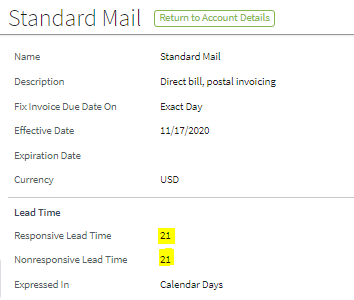 Standard Mail Return to Account Details
Name Standard Mail
Description Direct bill, postal invoicing
Fix Invoice Due Date On Exact Day
Effective Date 11/17/2020
Expiration Date
Currency USD
Lead Time
Responsive Lead Time 21
Nonresponsive Lead Time 21
Expressed In Calendar Days